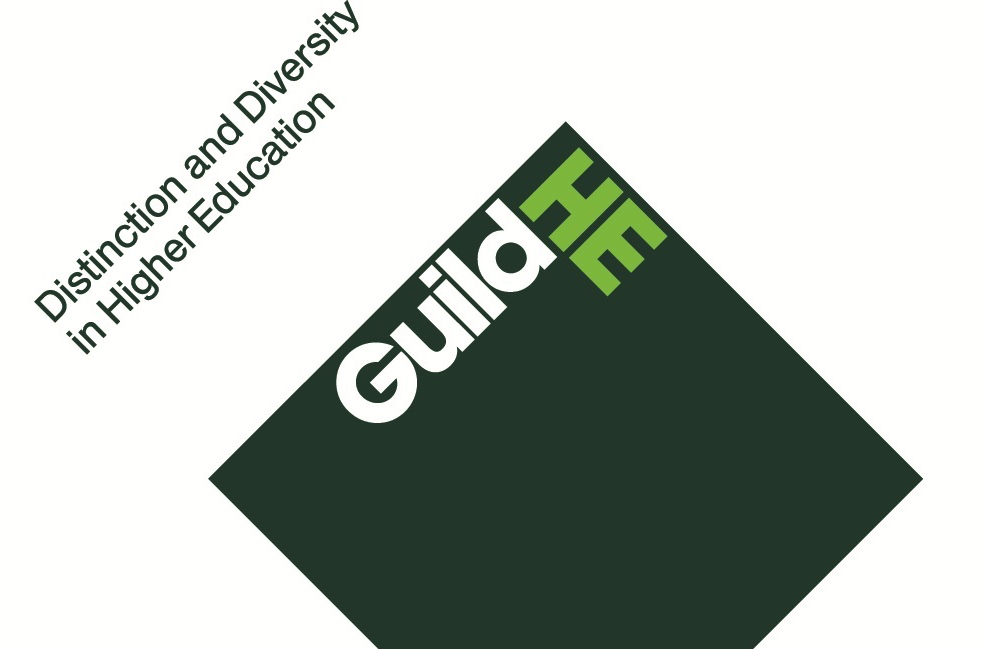 Distinction and Diversity
in Higher Education
GuildHE